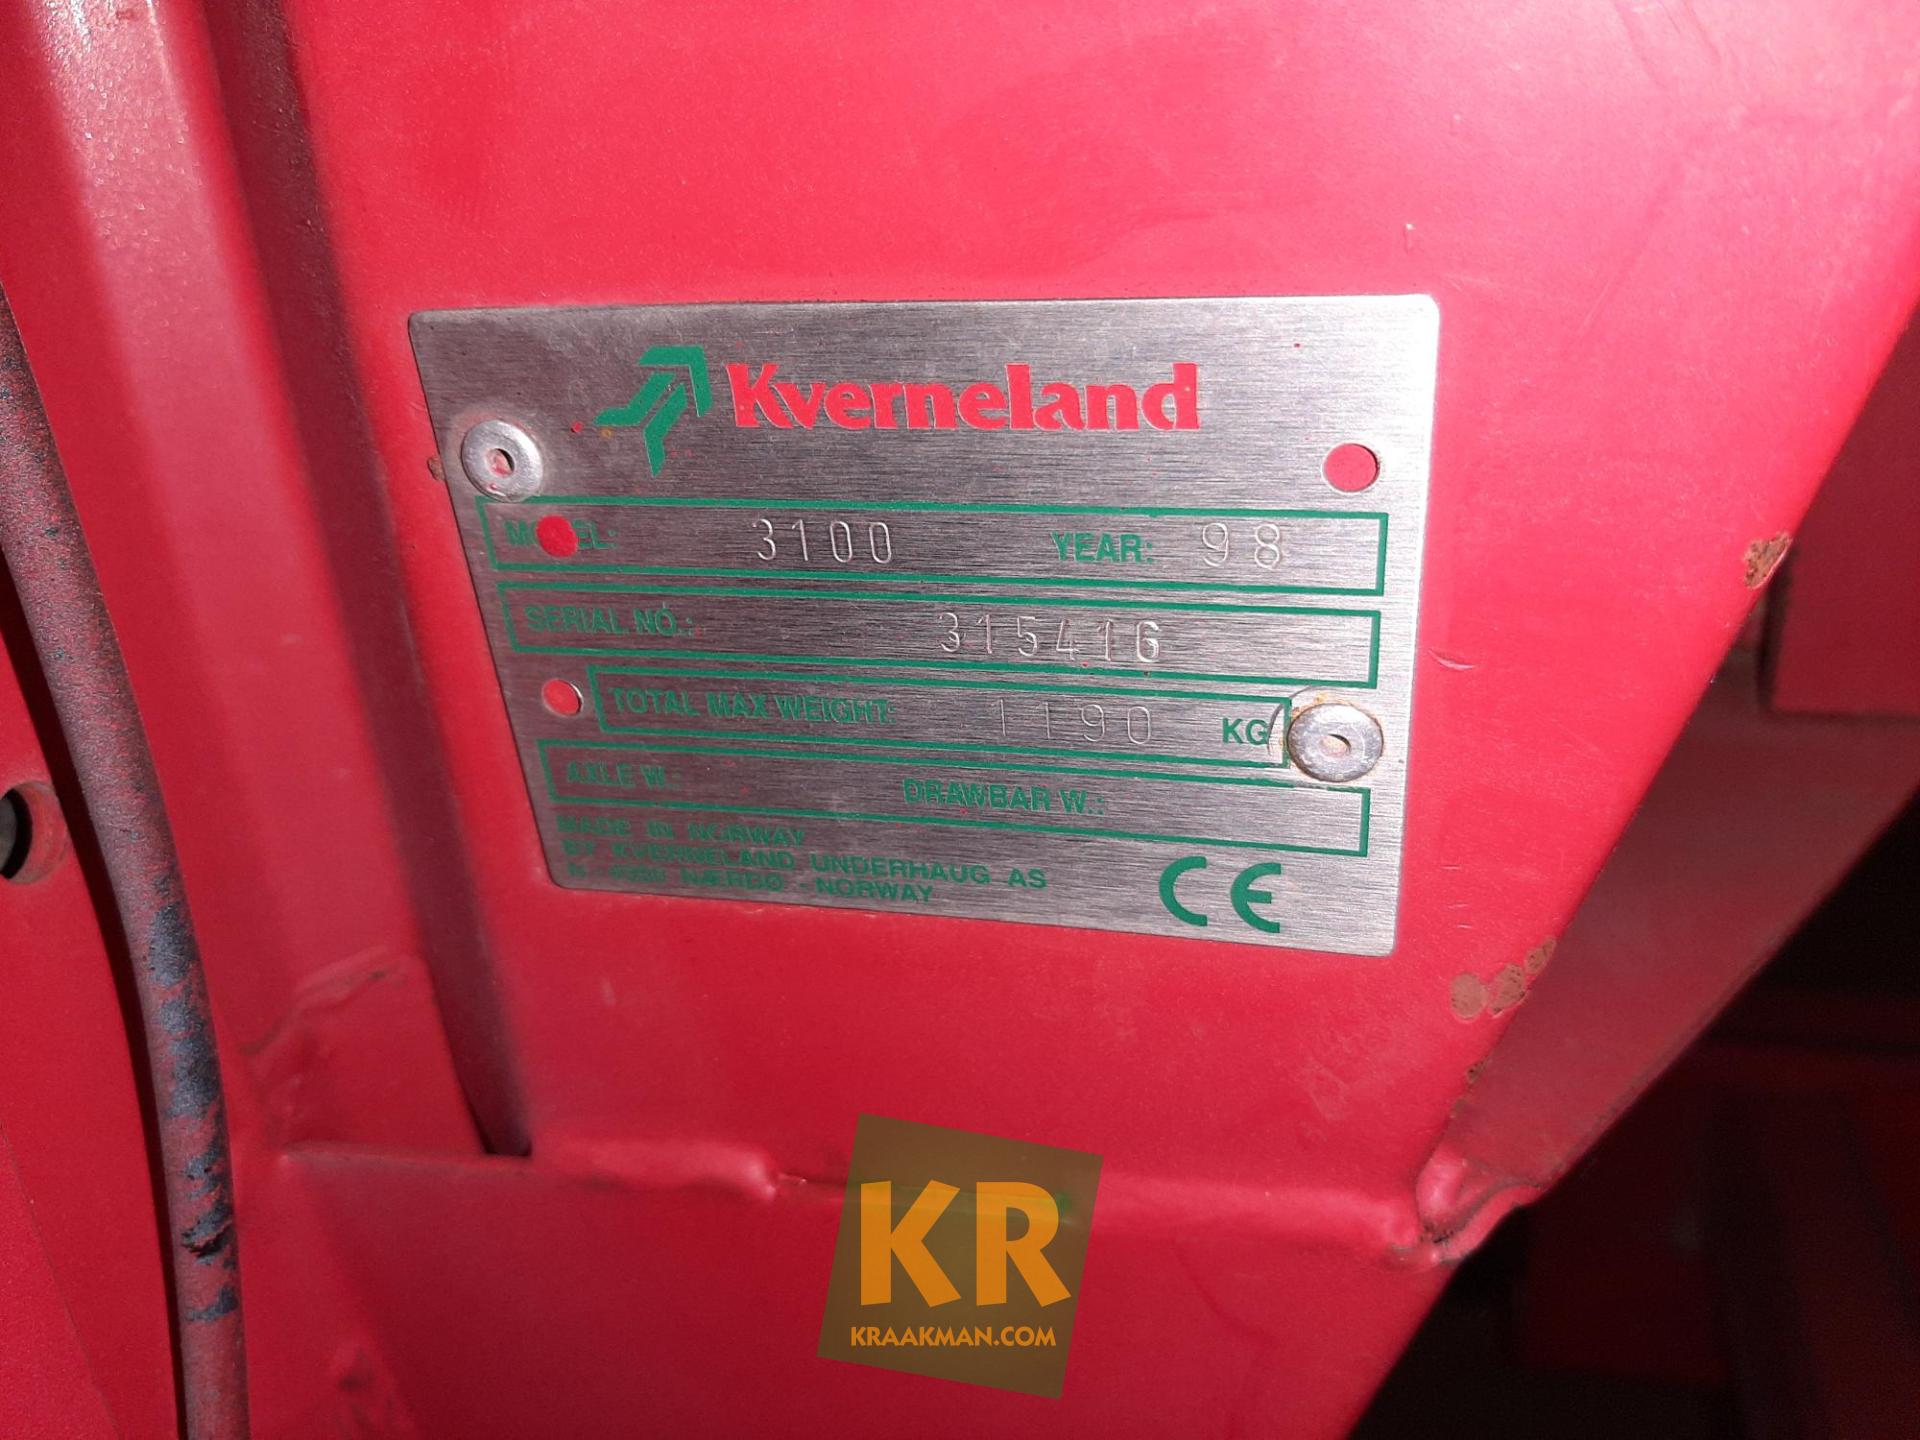 Kverneland
MODEL: 3100 YEAR: 98
SERIAL NO.: 315416
TOTAL MAX WEIGHT: 1190 KG
AXLE W.: DRAWBAR W.:
MADE IN NORWAY
BY KVERNELAND UNDERHAUG AS
N - NÆRBØ - NORWAY
CE
KR
KRAAKMAN.COM